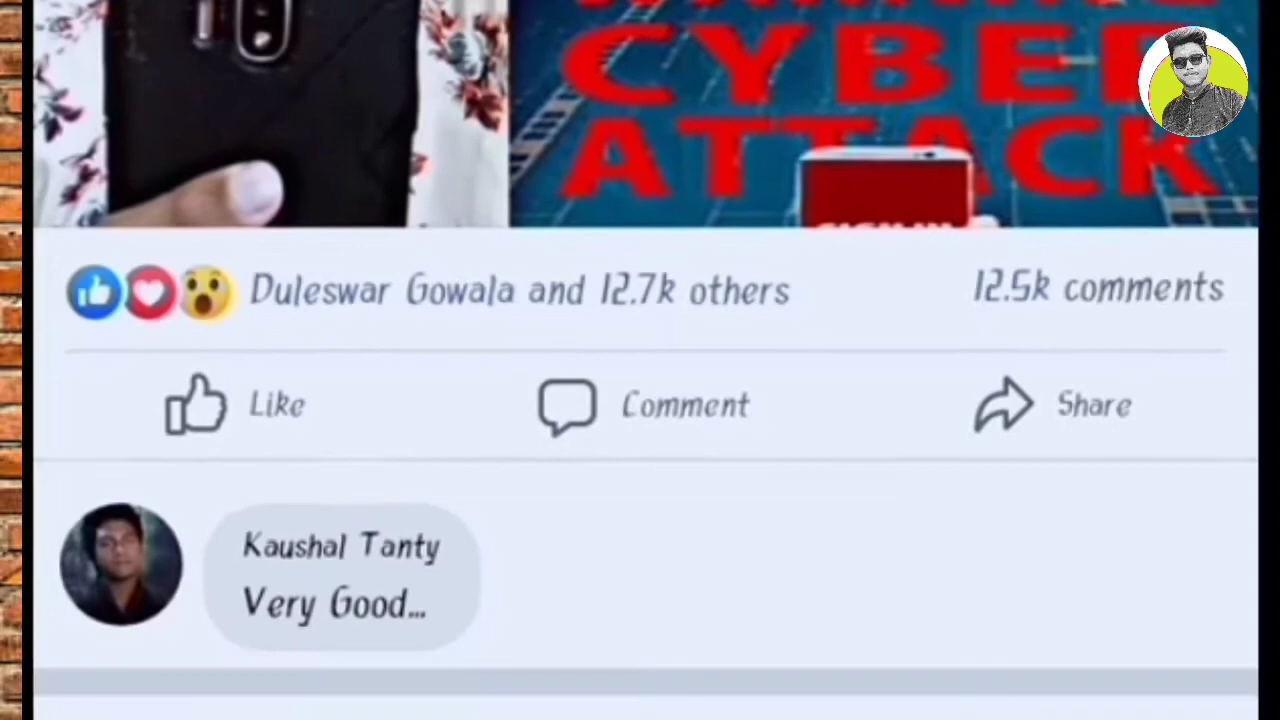 CYBER
ATTACK
Duleswar Gowala and 12.7k others
12.5k comments
Like
Comment
Share
Kaushal Tanty
Very Good...